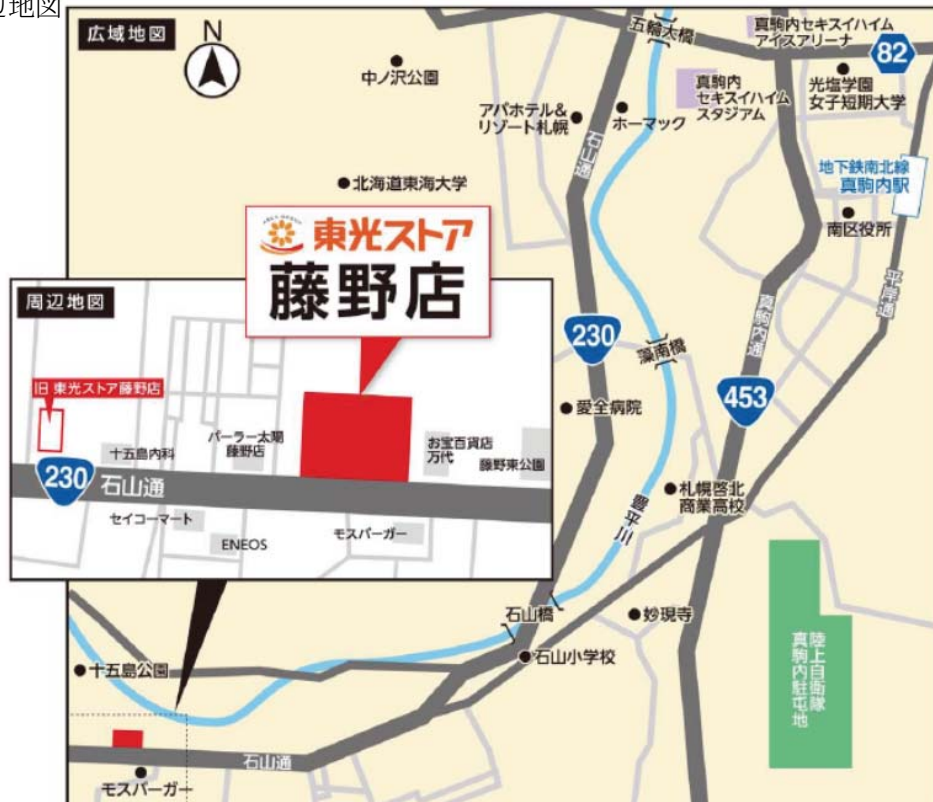 辺地図
広域地図
N
五輪大橋
真駒内セキスイハイム
アイスアリーナ
82
中ノ沢公園
光塩学園
女子短期大学
真駒内
セキスイハイム
スタジアム
アパホテル&
リゾート札幌
ホーマック
石山通
北海道東海大学
地下鉄南北線
真駒内駅
南区役所
平岸通
東光ストア
藤野店
230
藻南橋
真駒内通
453
愛全病院
周辺地図
旧 東光ストア藤野店
十五島内科
パーラー太陽
藤野店
お宝百貨店
万代
藤野東公園
230
石山通
セイコーマート
ENEOS
モスバーガー
札幌啓北
商業高校
豊平川
石山橋
妙現寺
石山小学校
陸上自衛隊
真駒内駐屯地
十五島公園
石山通
モスバーガー